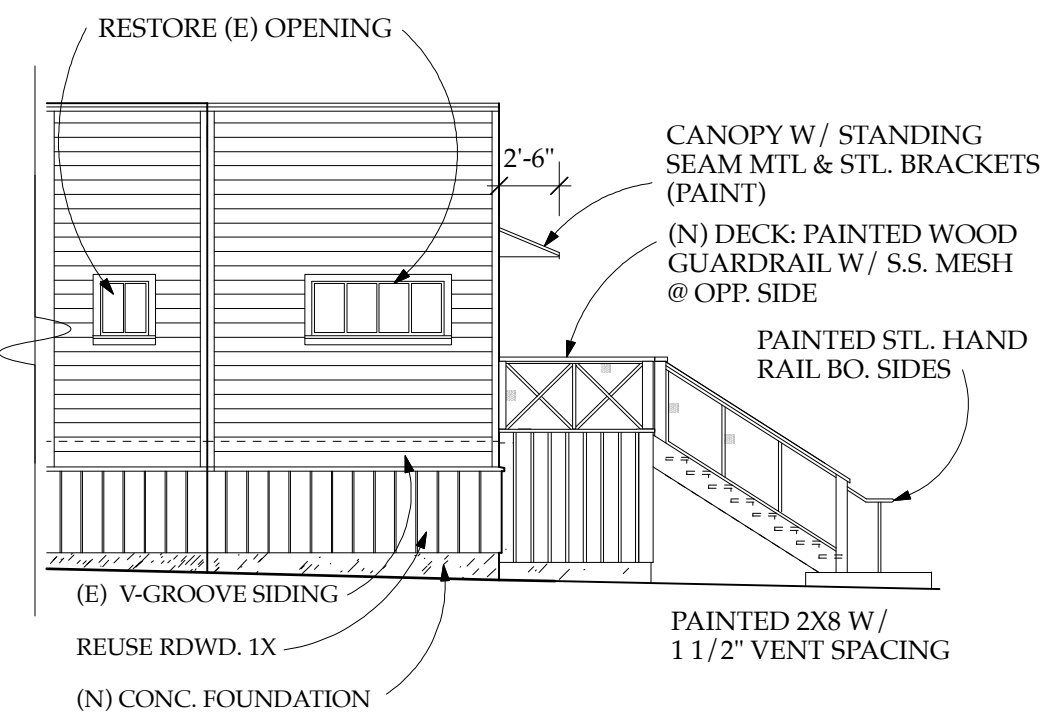 RESTORE (E) OPENING
2'-6"
CANOPY W/ STANDING
SEAM MTL & STL. BRACKETS
(PAINT)
(N) DECK: PAINTED WOOD
GUARDRAIL W/ S.S. MESH
@ OPP. SIDE
PAINTED STL. HAND
RAIL BO. SIDES
(E) V-GROOVE SIDING
REUSE RDWD. 1X
(N) CONC. FOUNDATION
PAINTED 2X8 W/
1 1/2" VENT SPACING